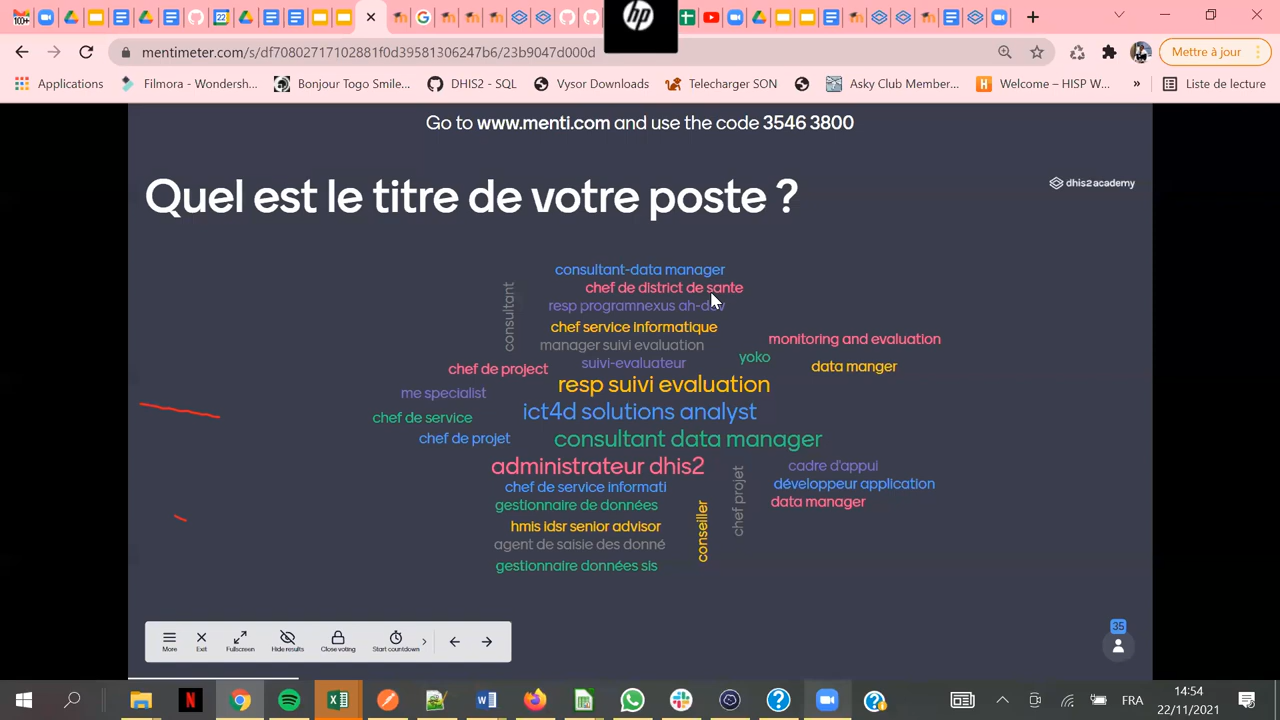 100+
22
hp
mentimeter.com/s/df70802717102881f0d39581306247b6/23b9047d000d
Mettre à jour
Applications
Filmora - Wondersh...
Bonjour Togo Smile...
DHIS2 - SQL
Vysor Downloads
Telecharger SON
Asky Club Member...
Welcome – HISP W...
»
Liste de lecture
Go to www.menti.com and use the code 3546 3800
Quel est le titre de votre poste ?
dhis2academy
consultant-data manager
chef de district de sante
consultant
resp programnexus ah-dev
chef service informatique
monitoring and evaluation
manager suivi evaluation
yoko
suivi-evaluateur
data manger
chef de project
resp suivi evaluation
me specialist
ict4d solutions analyst
chef de service
chef de projet
consultant data manager
administrateur dhis2
cadre d'appui
chef de service informati
développeur application
chef projet
gestionnaire de données
data manager
conseiller
hmis idsr senior advisor
agent de saisie des donné
gestionnaire données sis
35
More
Exit
Fullscreen
Hide results
Close voting
Start countdown
FRA
14:54
22/11/2021